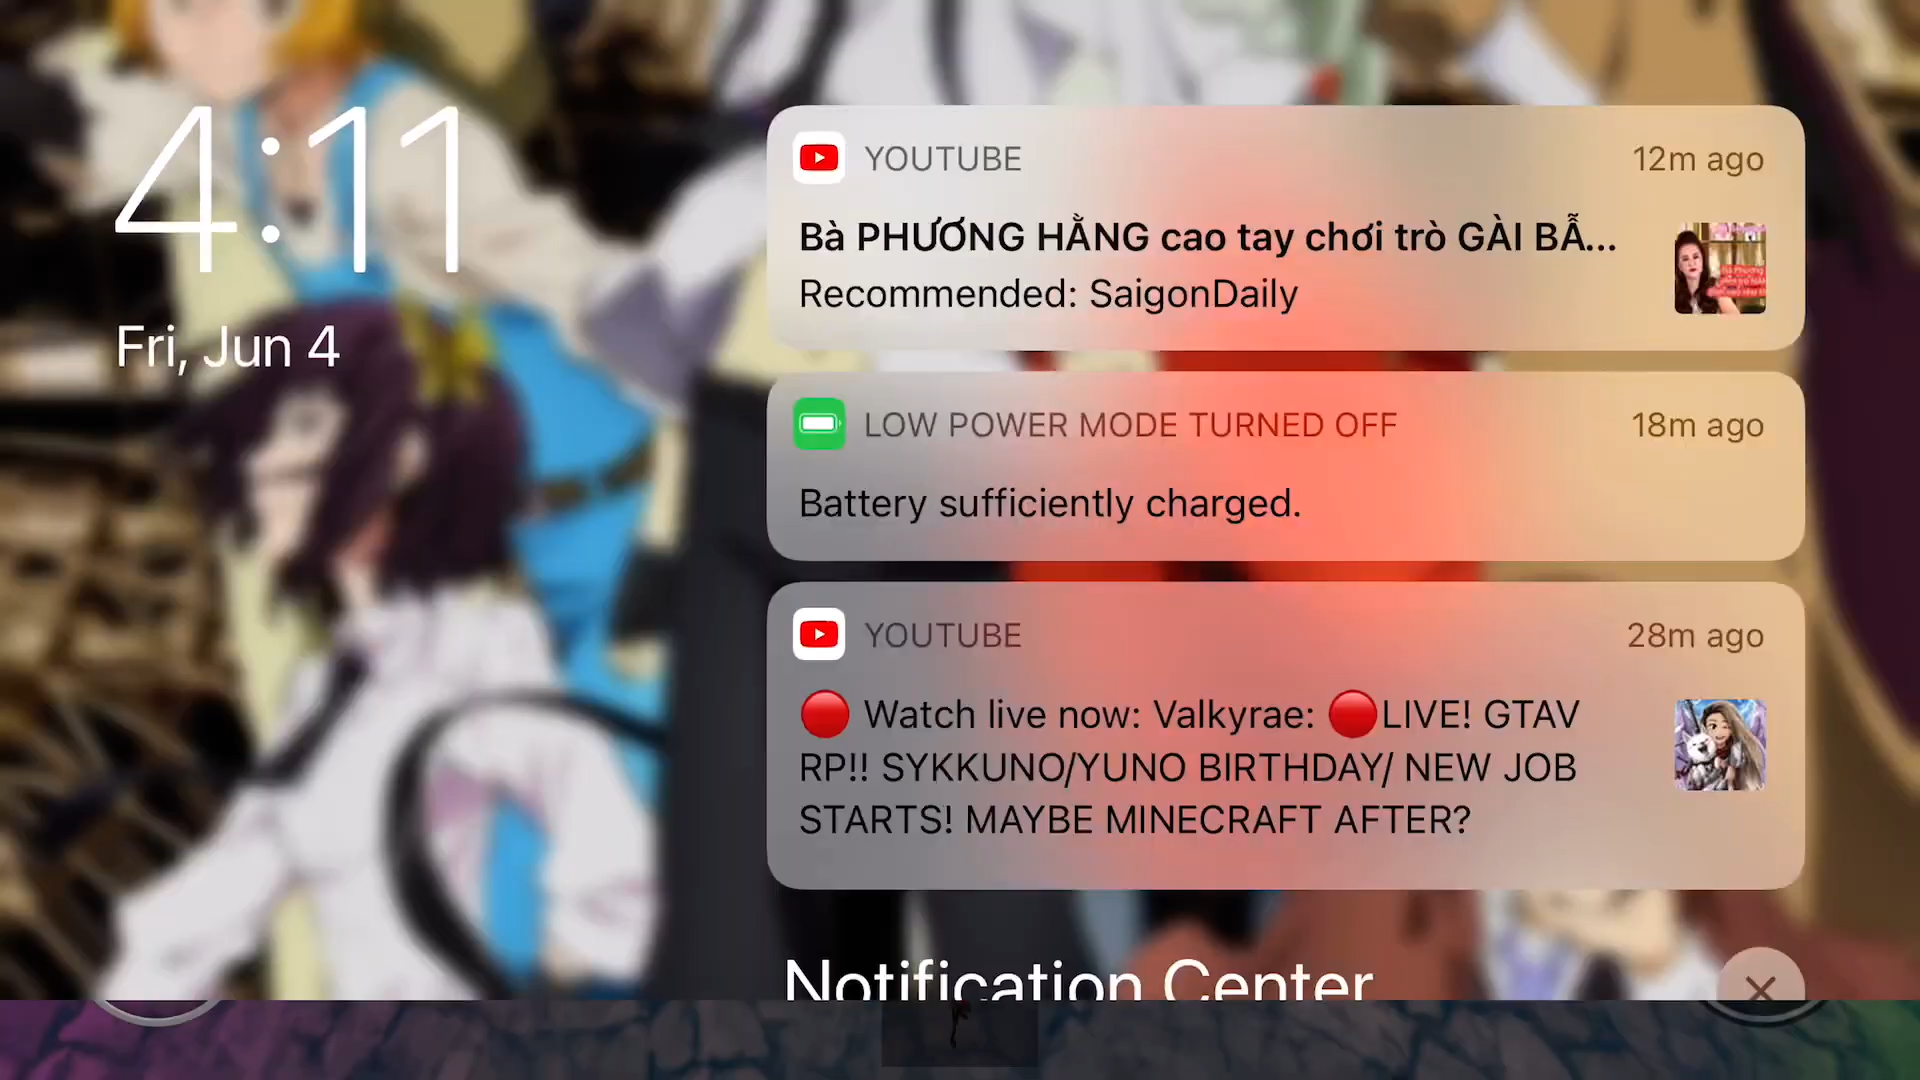 4:11
Fri, Jun 4
YOUTUBE
12m ago
Bà PHƯƠNG HẰNG cao tay chơi trò GÀI BẪ...
Recommended: SaigonDaily
LOW POWER MODE TURNED OFF
18m ago
Battery sufficiently charged.
YOUTUBE
28m ago
🔴 Watch live now: Valkyrae: 🔴LIVE! GTAV
RP!! SYKKUNO/YUNO BIRTHDAY/ NEW JOB
STARTS! MAYBE MINECRAFT AFTER?
Notification Center